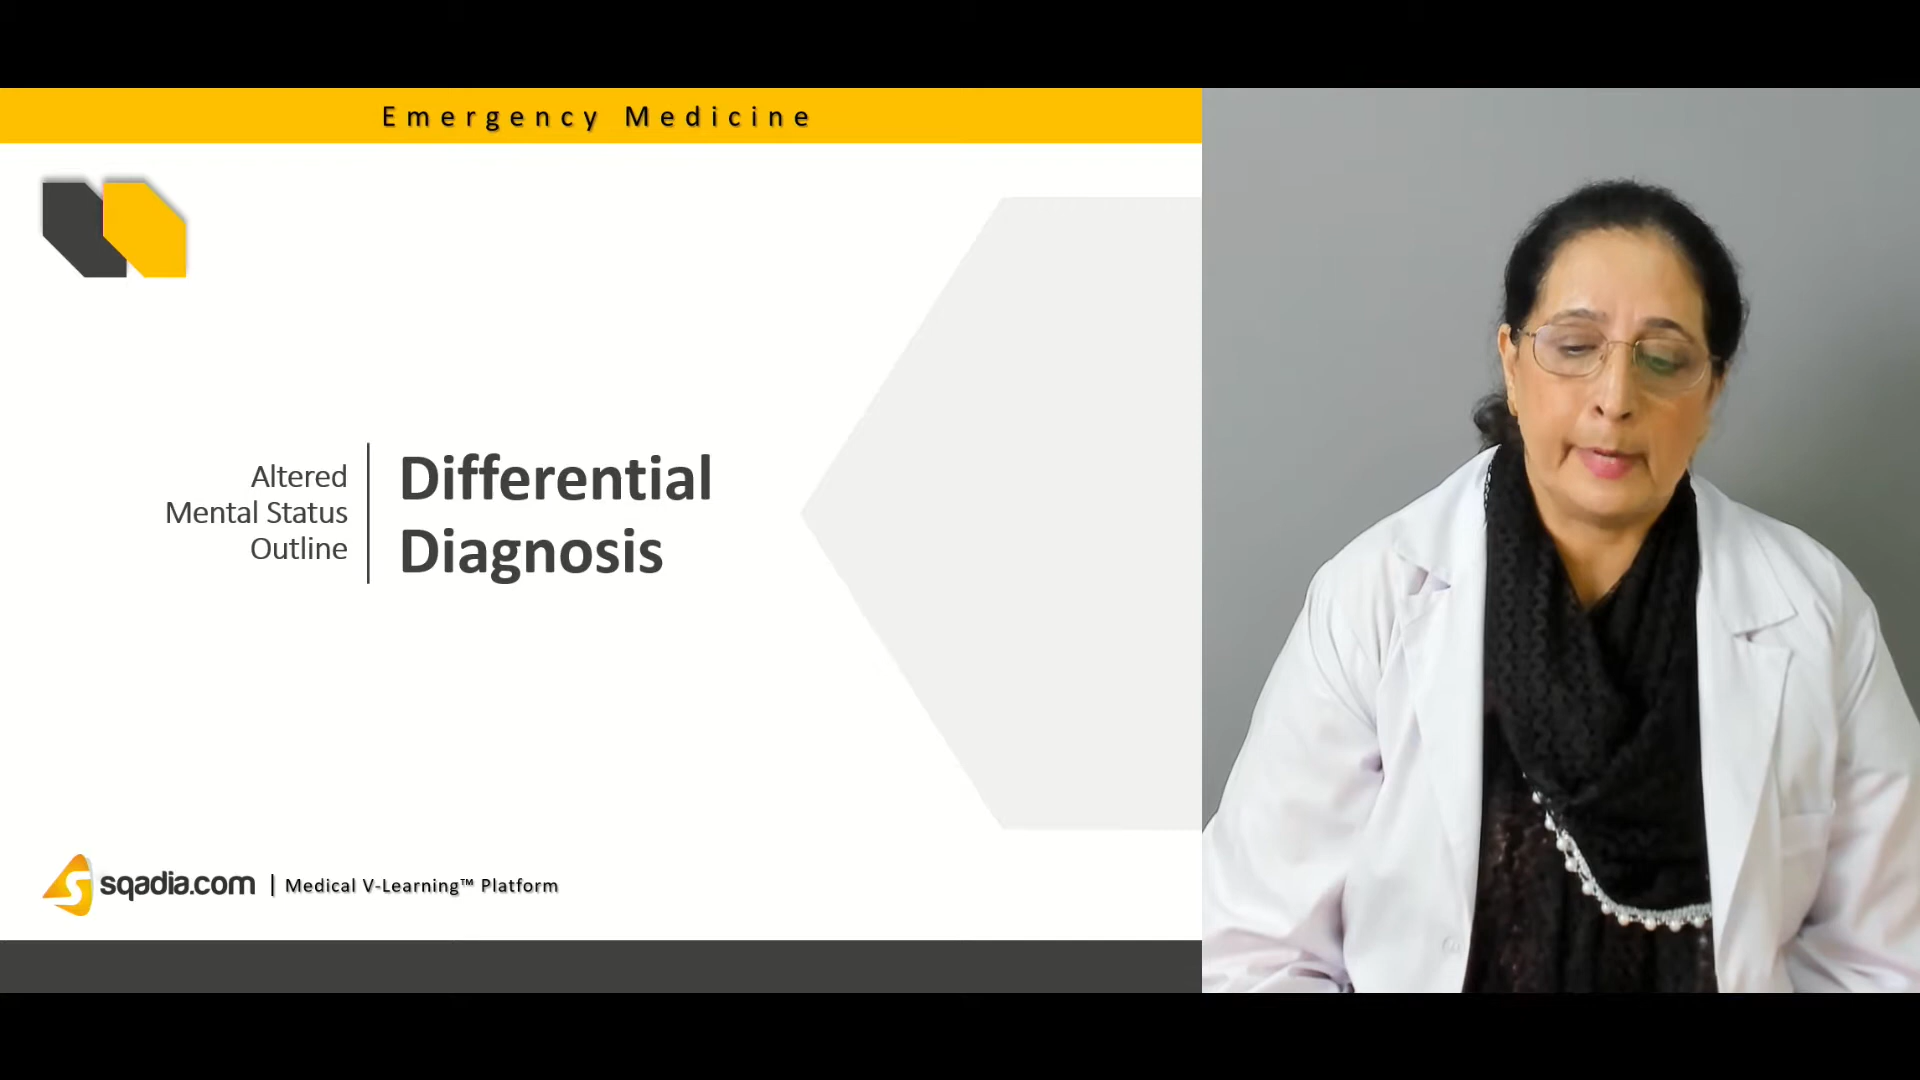 Emergency Medicine
Altered
Mental Status
Outline
Differential
Diagnosis
sqadia.com | Medical V-Learning™ Platform